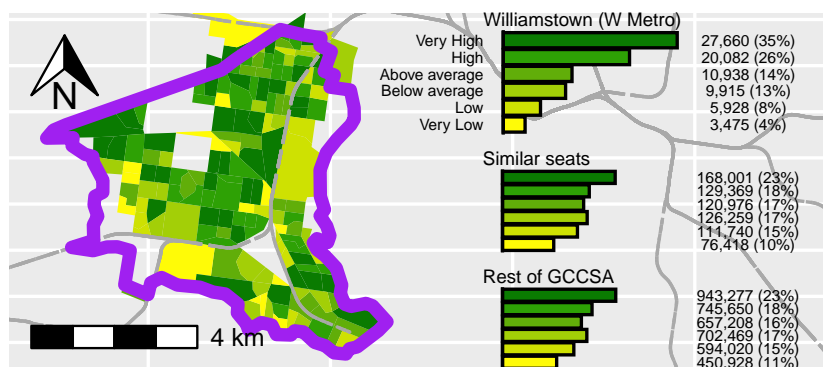 Williamstown (W Metro)
Very High 27,660 (35%)
High 20,082 (26%)
Above average 10,938 (14%)
Below average 9,915 (13%)
Low 5,928 (8%)
Very Low 3,475 (4%)
N
Similar seats
168,001 (23%)
129,369 (18%)
120,976 (17%)
126,259 (17%)
111,740 (15%)
76,418 (10%)
Rest of GCCSA
943,277 (23%)
745,650 (18%)
657,208 (16%)
702,469 (17%)
594,020 (15%)
450,928 (11%)
4 km